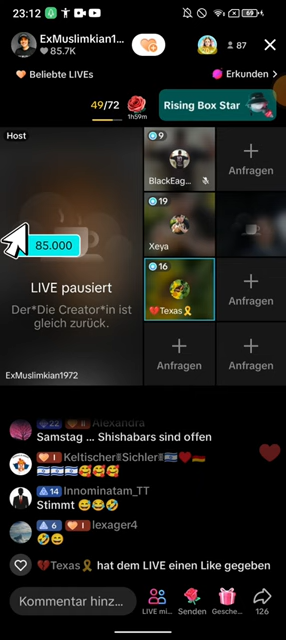 23:12
69
ExMuslimkian1...
85.7K
87
Beliebte LIVEs
Erkunden
49/72
1h59m
Rising Box Star
Host
9
BlackEag...
Anfragen
85.000
19
Xeya
LIVE pausiert
Der*Die Creator*in ist
gleich zurück.
16
Texas
Anfragen
Anfragen
Anfragen
ExMuslimkian1972
22 II Alexandra
Samstag ... Shishabars sind offen
I Keltischer Sichler
14 Innominatam_TT
Stimmt 😅😂🤣
6 I lexager4
🤣😄
💔Texas🎗 hat dem LIVE einen Like gegeben
Kommentar hinz...
LIVE mi...
Senden
Gesche...
126